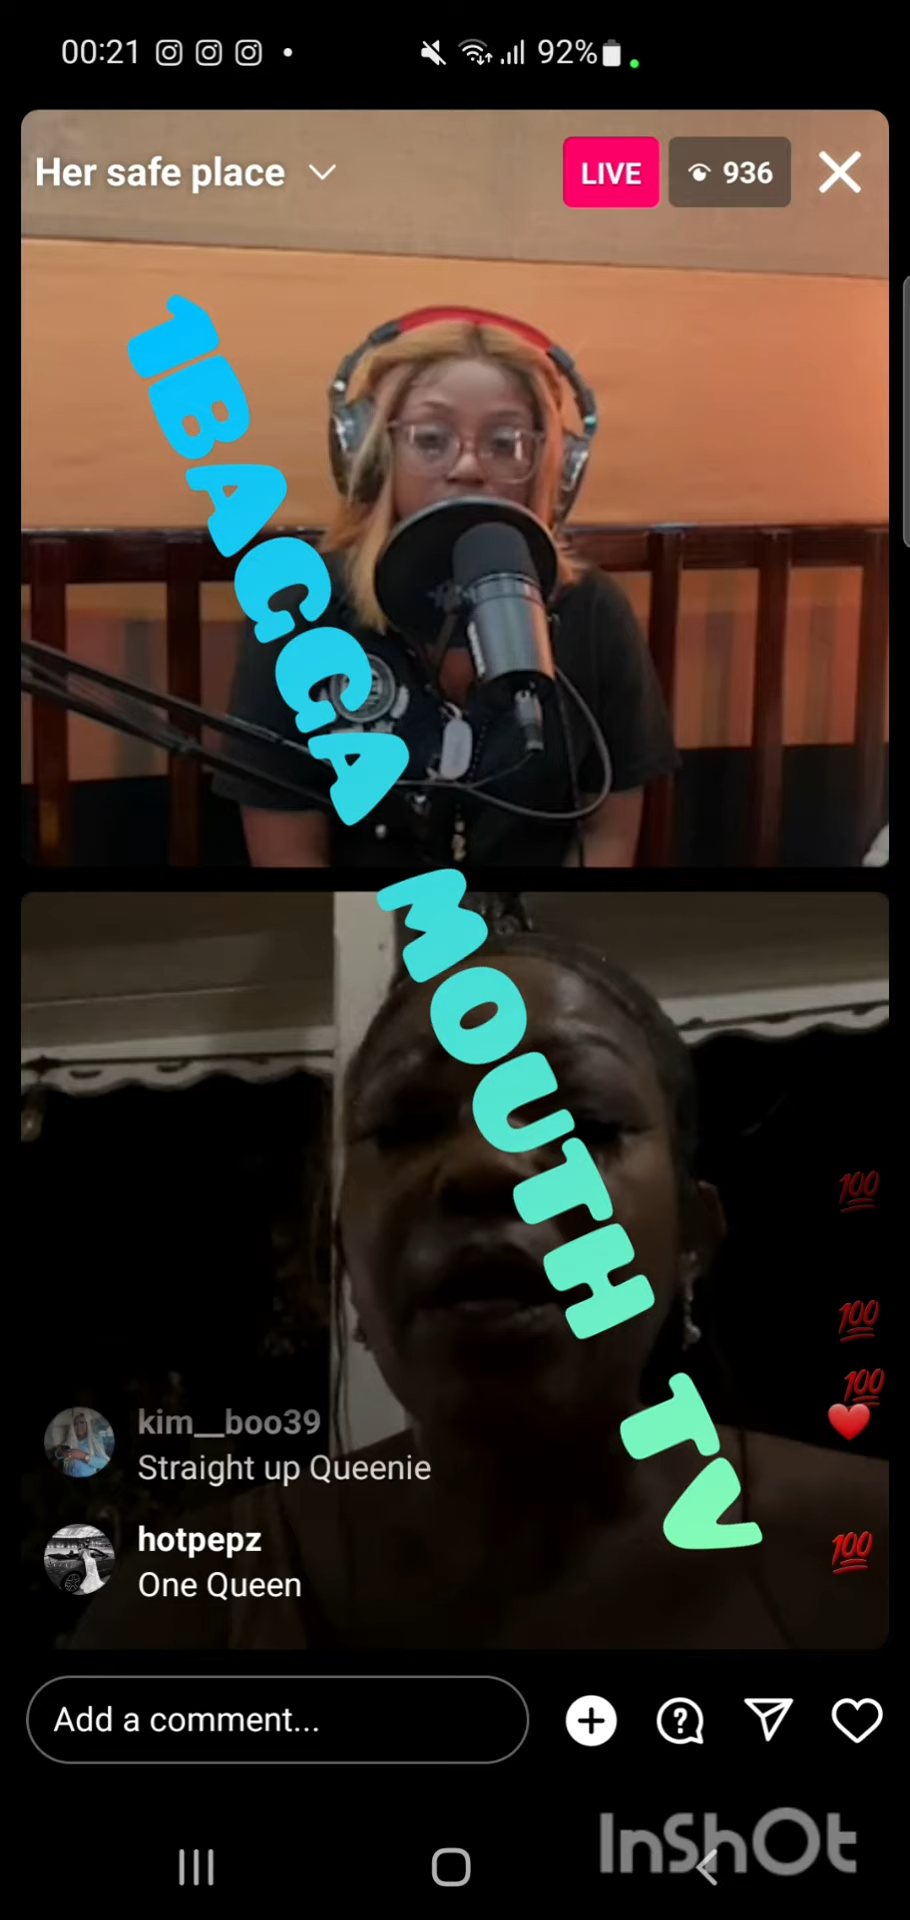 00:21
92%
Her safe place
LIVE
936
1BAGGA MOUTH TV
💯
💯
💯
kim__boo39
Straight up Queenie
hotpepz
One Queen
💯
Add a comment...
InShOt